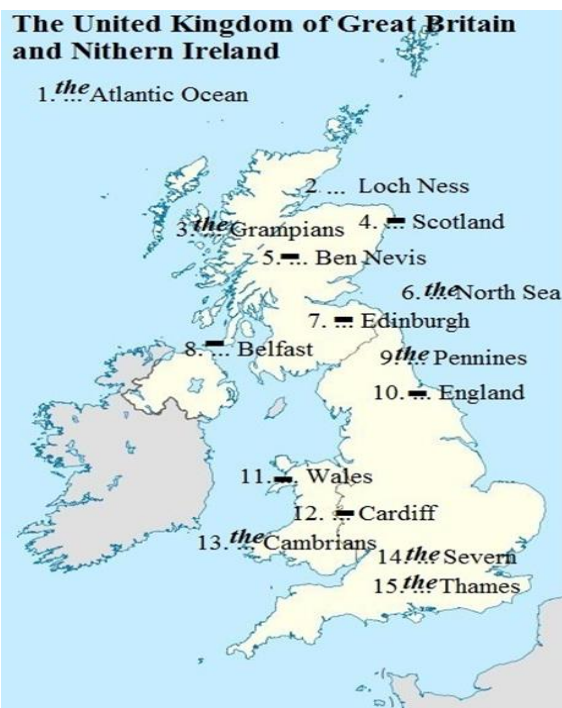 The United Kingdom of Great Britain
and Nithern Ireland
1. the ... Atlantic Ocean
2 ... Loch Ness
3 the ... Grampians
4. – ... Scotland
5. – ... Ben Nevis
6. the ... North Sea
7. – ... Edinburgh
8. – ... Belfast
9 the ... Pennines
10. – ... England
11. – ... Wales
12. – ... Cardiff
13. the ... Cambrians
14 the ... Severn
15. the ... Thames